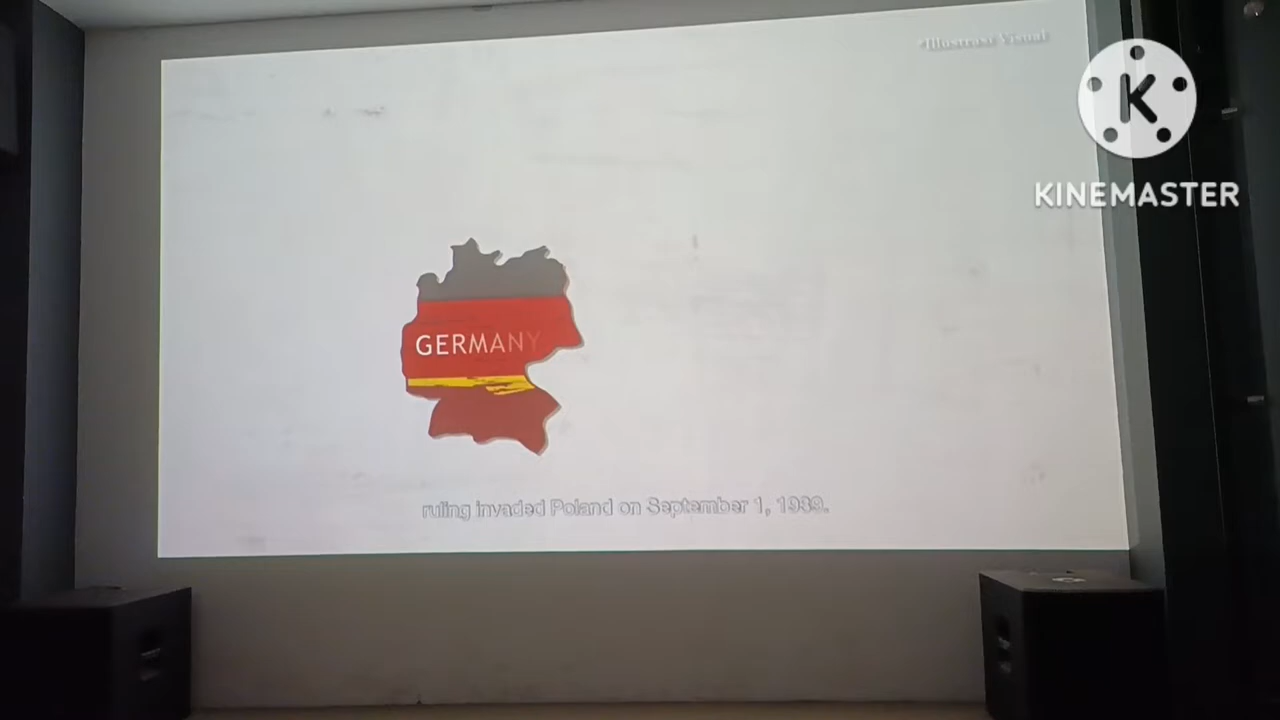 *Illustrasi Visual
K
KINEMASTER
GERMANY
ruling invaded Poland on September 1, 1939.